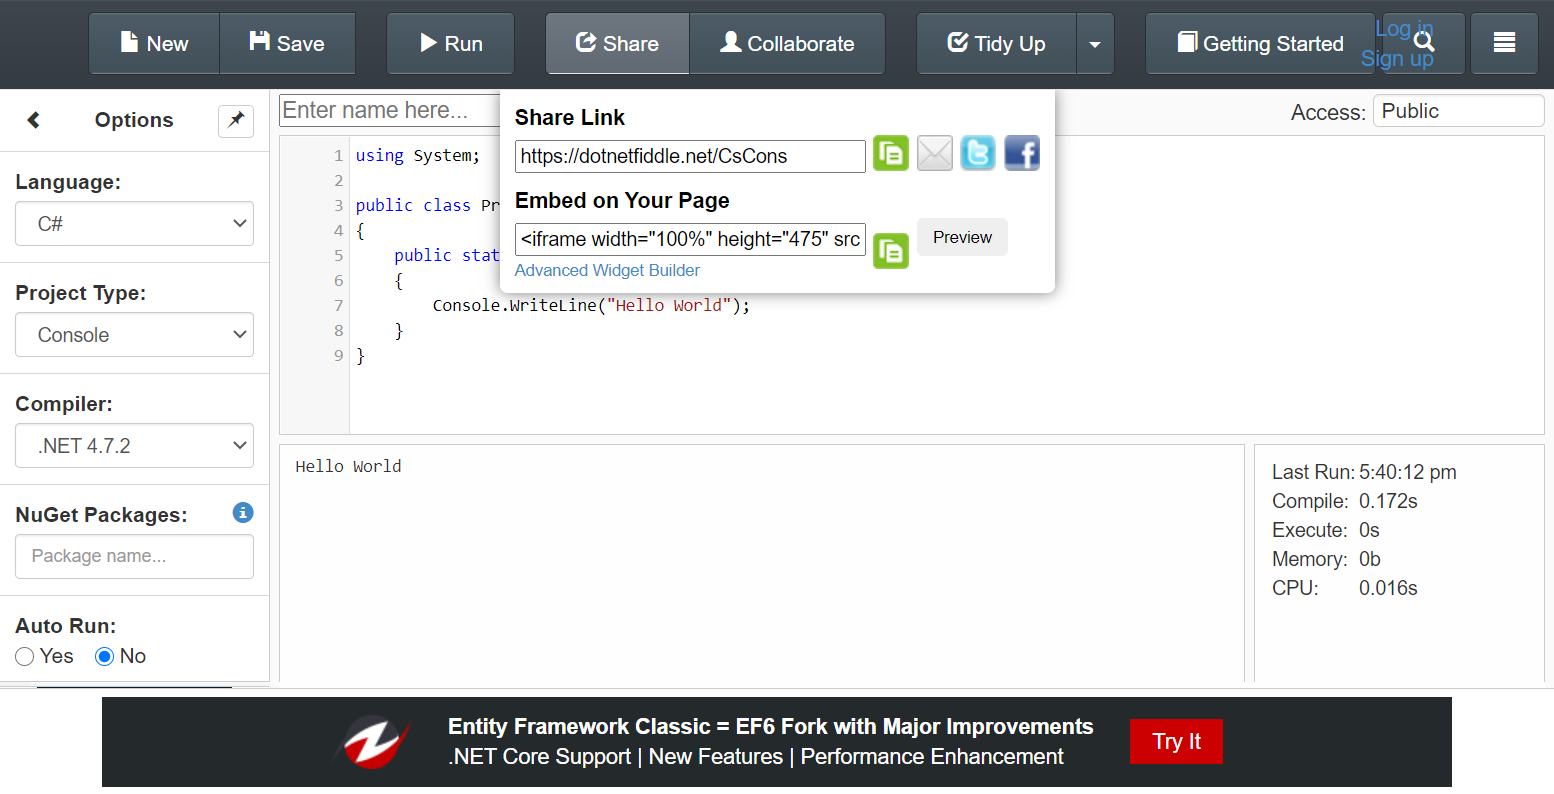 New
Save
Run
Share
Collaborate
Tidy Up
Getting Started
Log in
Sign up
Options
Enter name here...
Access:
Public
Share Link
https://dotnetfiddle.net/CsCons
Embed on Your Page
<iframe width="100%" height="475" src
Preview
Advanced Widget Builder
Language:
C#
Project Type:
Console
Compiler:
.NET 4.7.2
NuGet Packages:
Package name...
Auto Run:
Yes
No
1 using System;
2
3 public class Pr
4 {
5 public stat
6 {
7 Console.WriteLine("Hello World");
8 }
9 }
Hello World
Last Run: 5:40:12 pm
Compile: 0.172s
Execute: 0s
Memory: 0b
CPU: 0.016s
Entity Framework Classic = EF6 Fork with Major Improvements
.NET Core Support | New Features | Performance Enhancement
Try It